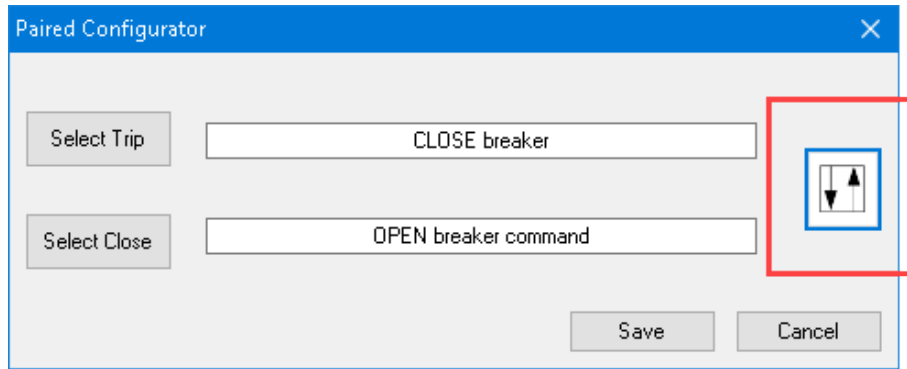 Paired Configurator
Select Trip
CLOSE breaker
Select Close
OPEN breaker command
Save
Cancel